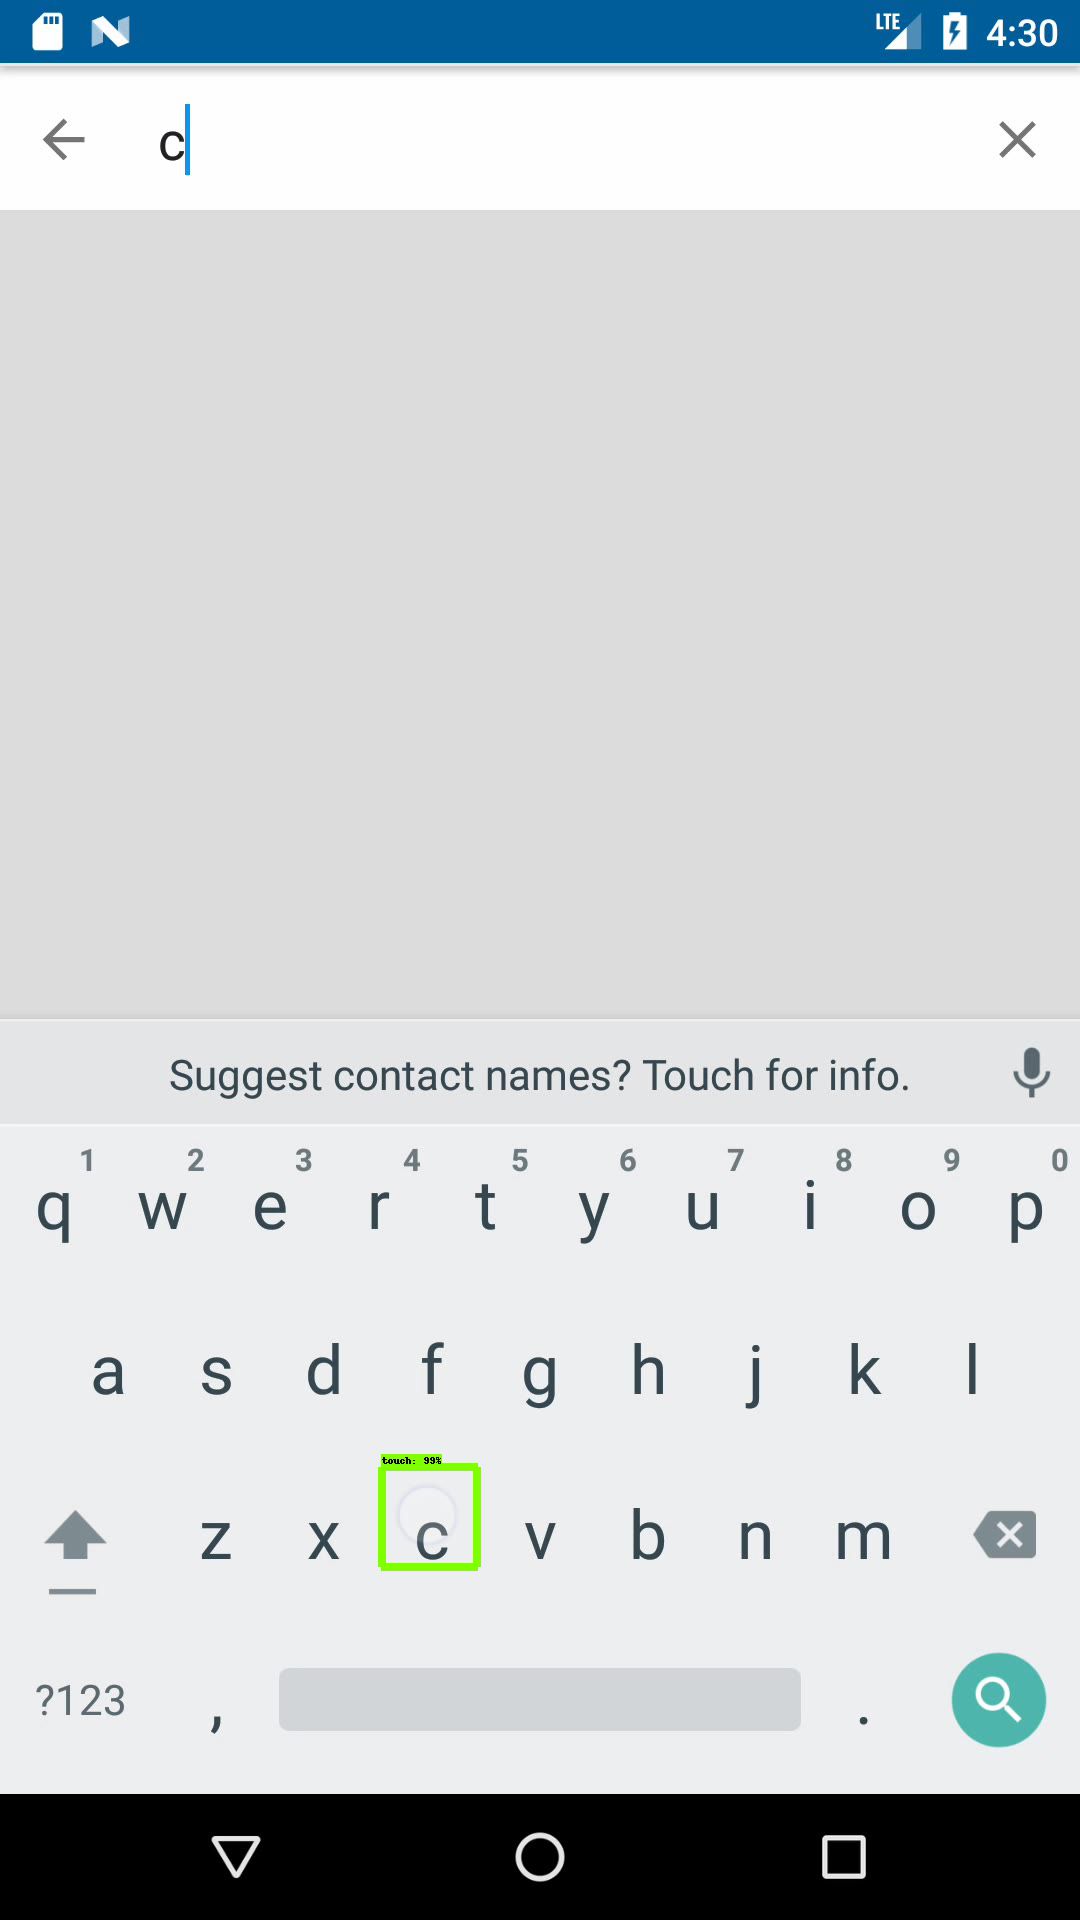 LTE 4:30
c
Suggest contact names? Touch for info.
1 2 3 4 5 6 7 8 9 0
q w e r t y u i o p
a s d f g h j k l
touch: 99%
z x c v b n m
?123 , .